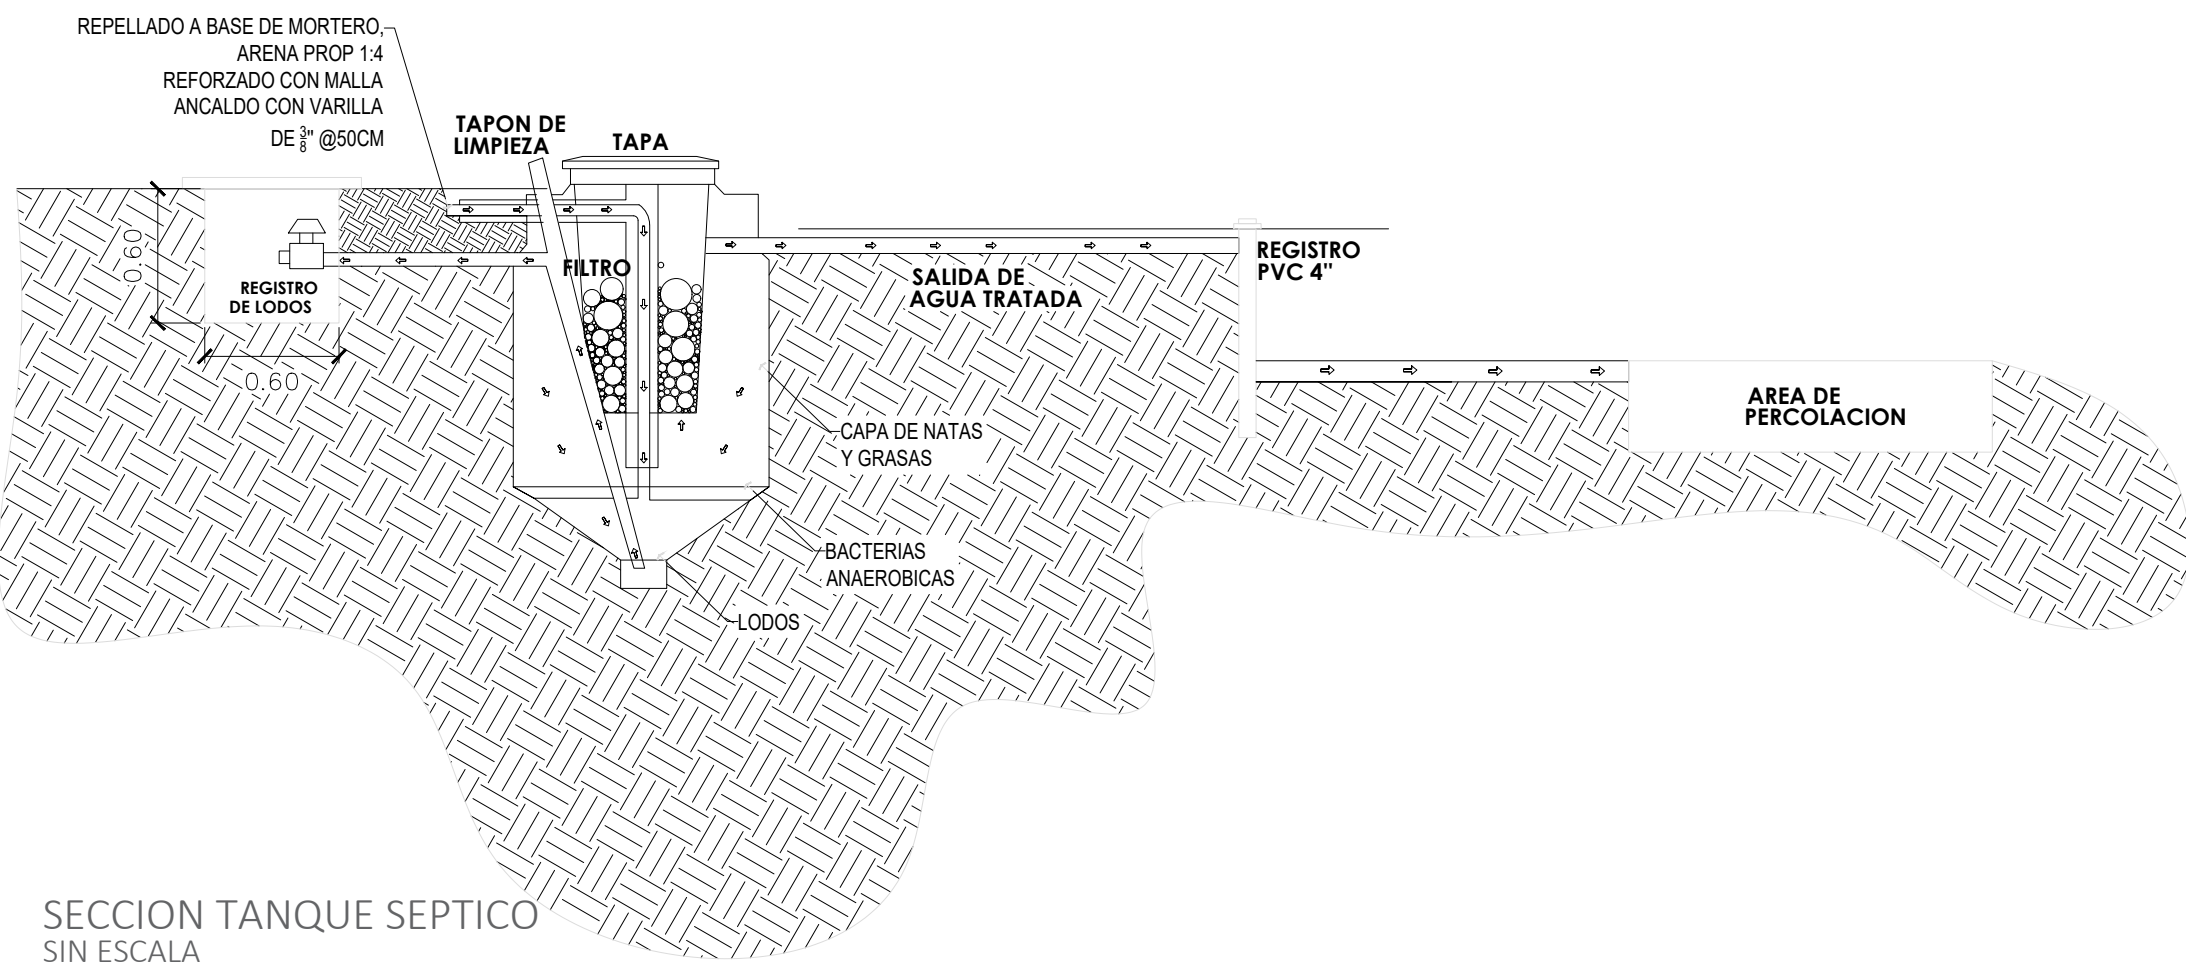 REPELLADO A BASE DE MORTERO,
ARENA PROP 1:4
REFORZADO CON MALLA
ANCALDO CON VARILLA
DE 3/8" @50CM
TAPON DE
LIMPIEZA
TAPA
0.60
REGISTRO
DE LODOS
0.60
FILTRO
SALIDA DE
AGUA TRATADA
REGISTRO
PVC 4"
AREA DE
PERCOLACION
CAPA DE NATAS
Y GRASAS
BACTERIAS
ANAEROBICAS
LODOS
SECCION TANQUE SEPTICO
SIN ESCALA